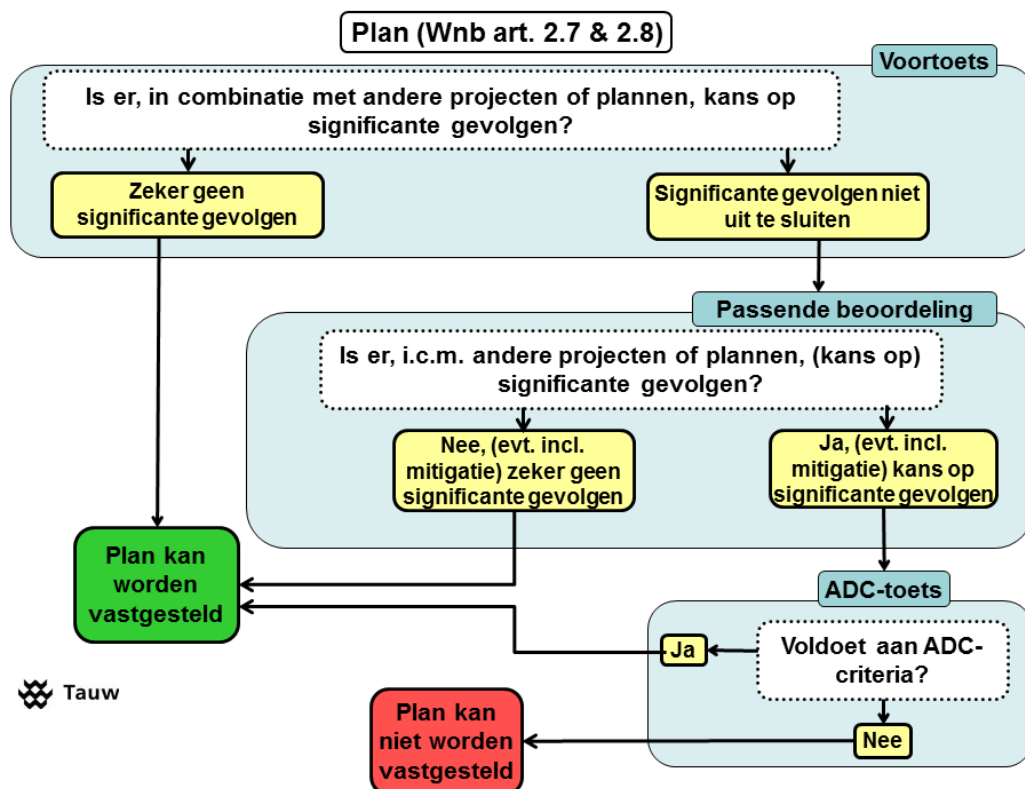 Plan (Wnb art. 2.7 & 2.8)
Voortoets
Is er, in combinatie met andere projecten of plannen, kans op
significante gevolgen?
Zeker geen
significante gevolgen
Significante gevolgen niet
uit te sluiten
Passende beoordeling
Is er, i.c.m. andere projecten of plannen, (kans op)
significante gevolgen?
Nee, (evt. incl.
mitigatie) zeker geen
significante gevolgen
Ja, (evt. incl.
mitigatie) kans op
significante gevolgen
Plan kan
worden
vastgesteld
ADC-toets
Ja
Voldoet aan ADC-
criteria?
Nee
Tauw
Plan kan
niet worden
vastgesteld